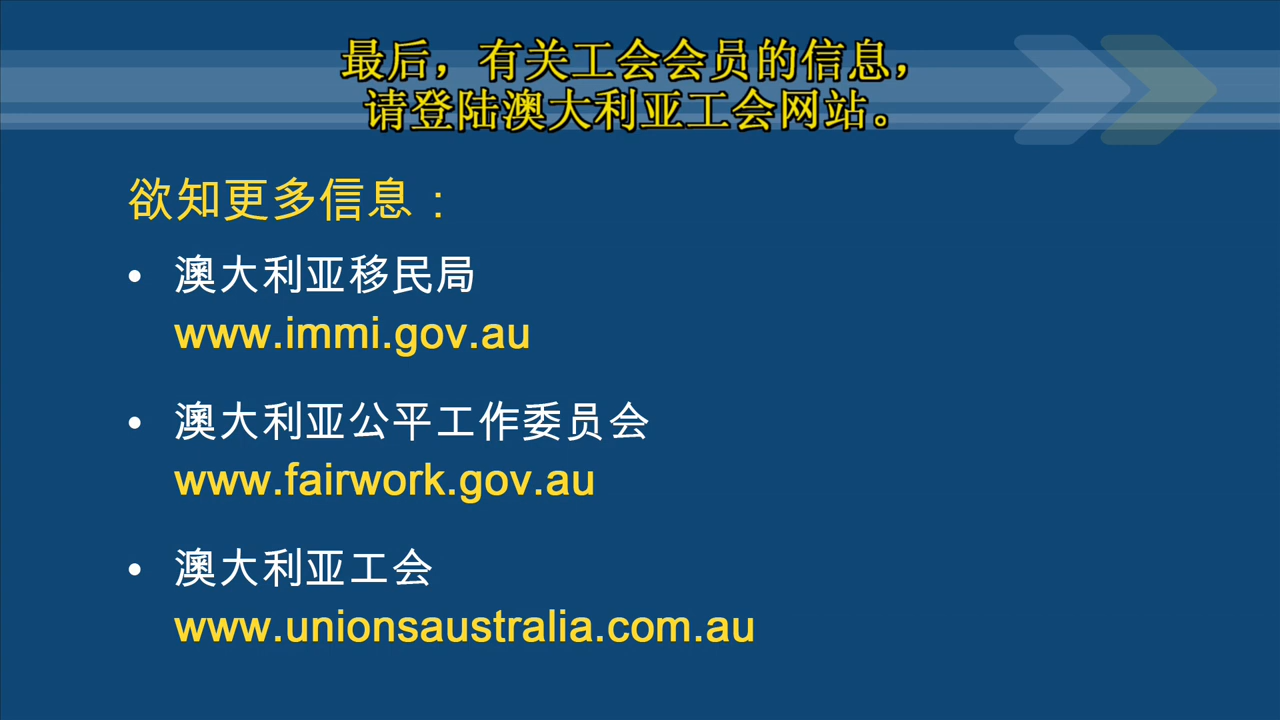 最后，有关工会会员的信息，
请登陆澳大利亚工会网站。
欲知更多信息：
• 澳大利亚移民局
www.immi.gov.au
• 澳大利亚公平工作委员会
www.fairwork.gov.au
• 澳大利亚工会
www.unionsaustralia.com.au